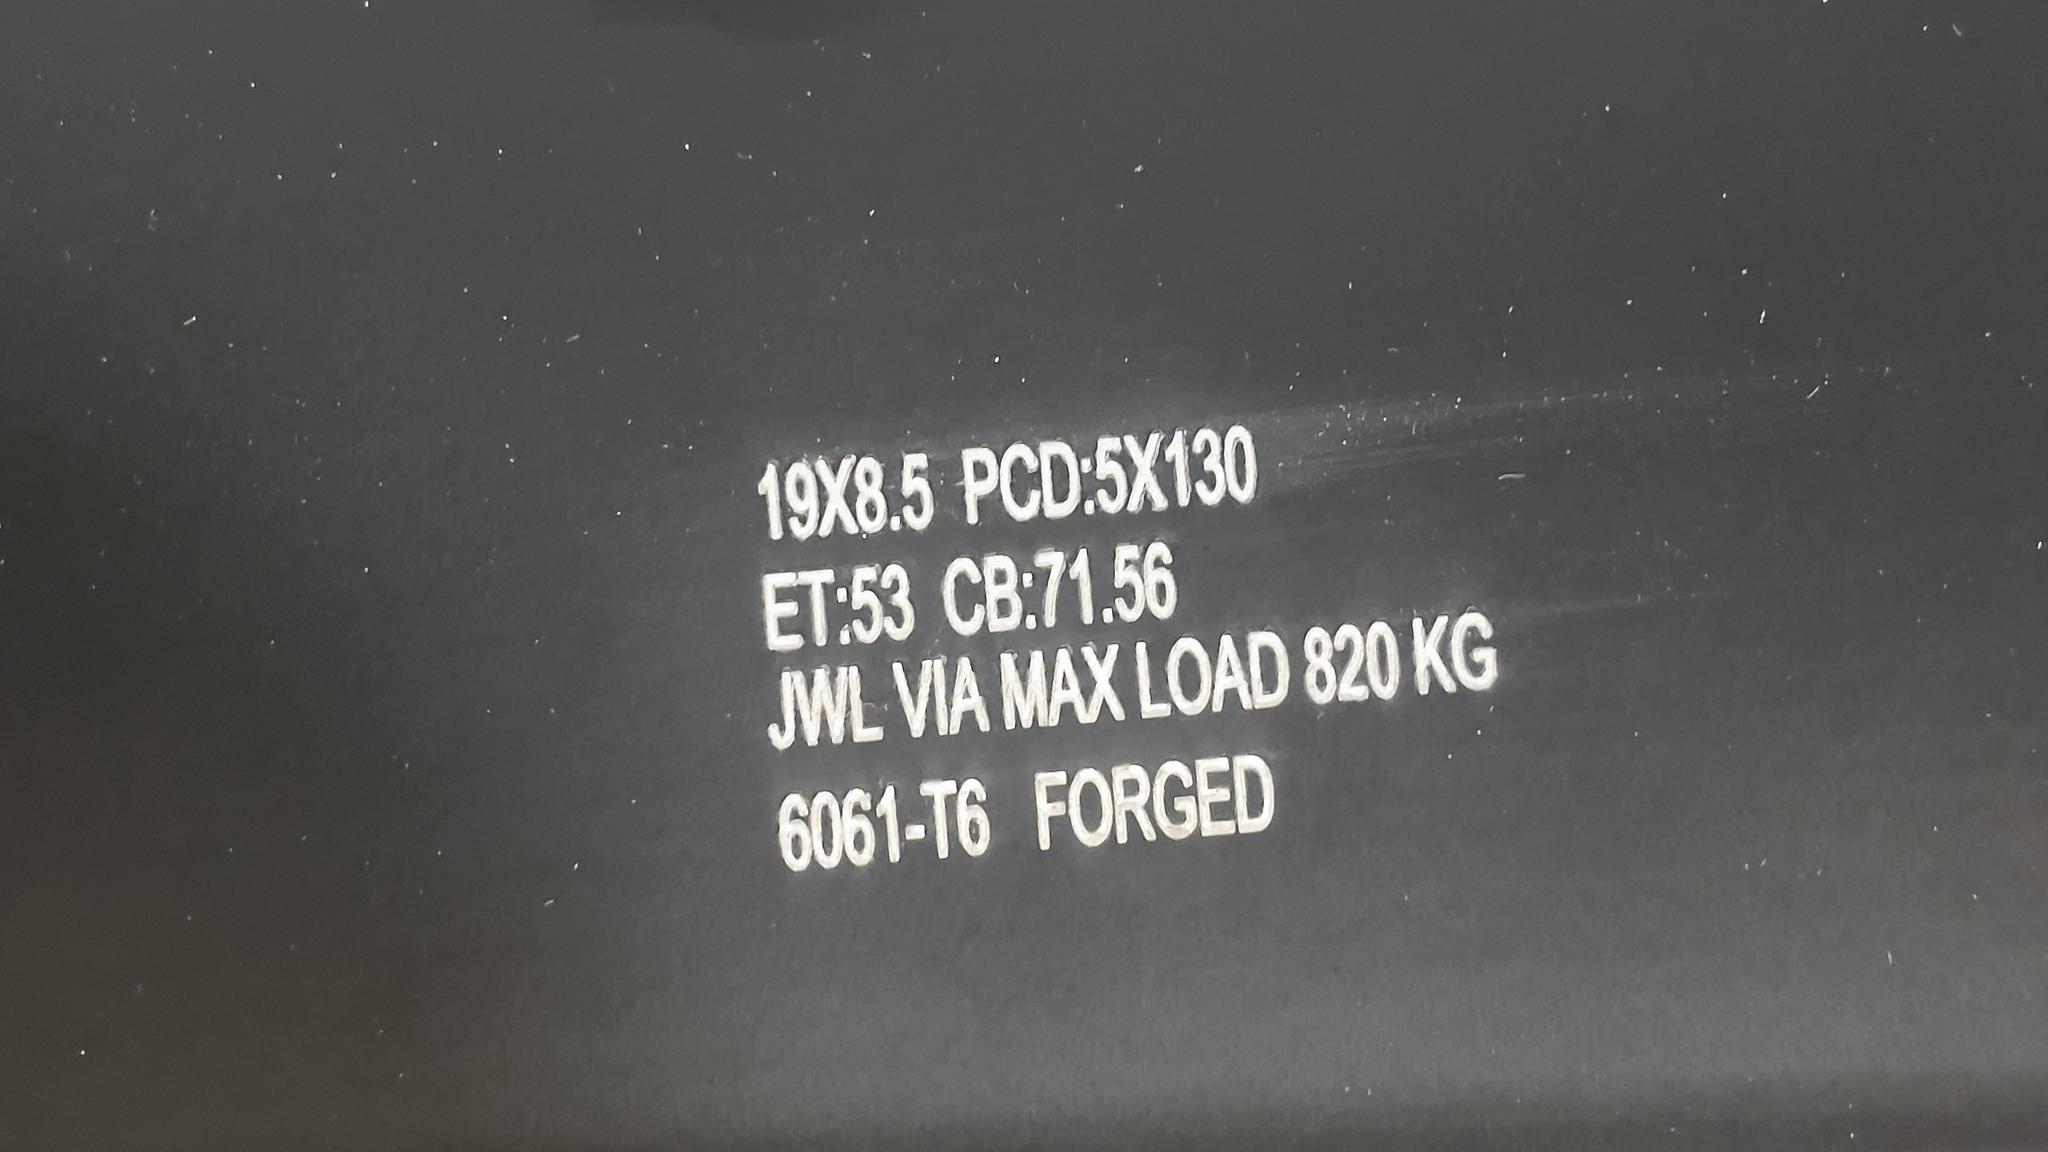 19X8.5 PCD:5X130
ET:53 CB:71.56
JWL VIA MAX LOAD 820 KG
6061-T6 FORGED